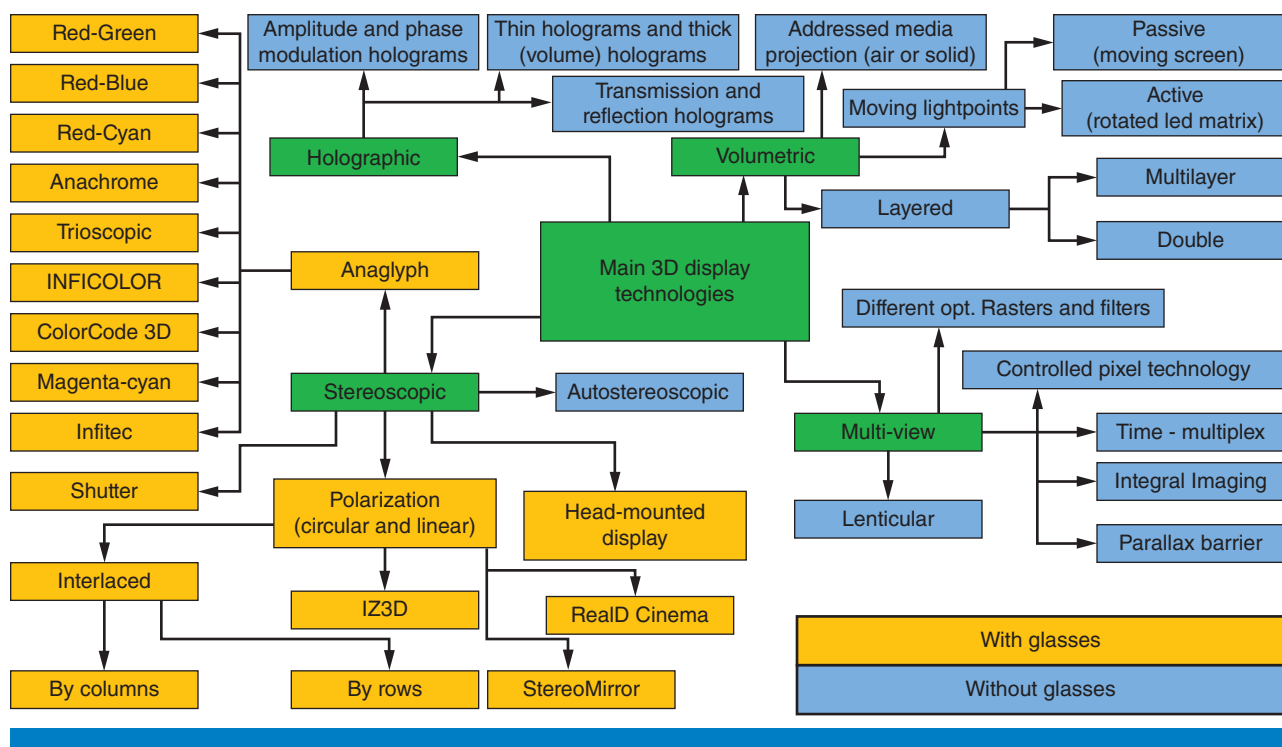 Red-Green
Red-Blue
Red-Cyan
Anachrome
Trioscopic
INFICOLOR
ColorCode 3D
Magenta-cyan
Infitec
Shutter
Amplitude and phase
modulation holograms
Thin holograms and thick
(volume) holograms
Transmission and
reflection holograms
Holographic
Addressed media
projection (air or solid)
Moving lightpoints
Passive
(moving screen)
Active
(rotated led matrix)
Volumetric
Layered
Multilayer
Double
Main 3D display
technologies
Anaglyph
Stereoscopic
Autostereoscopic
Different opt. Rasters and filters
Controlled pixel technology
Multi-view
Time - multiplex
Integral Imaging
Parallax barrier
Lenticular
Polarization
(circular and linear)
Head-mounted
display
Interlaced
IZ3D
RealD Cinema
By columns
By rows
StereoMirror
With glasses
Without glasses